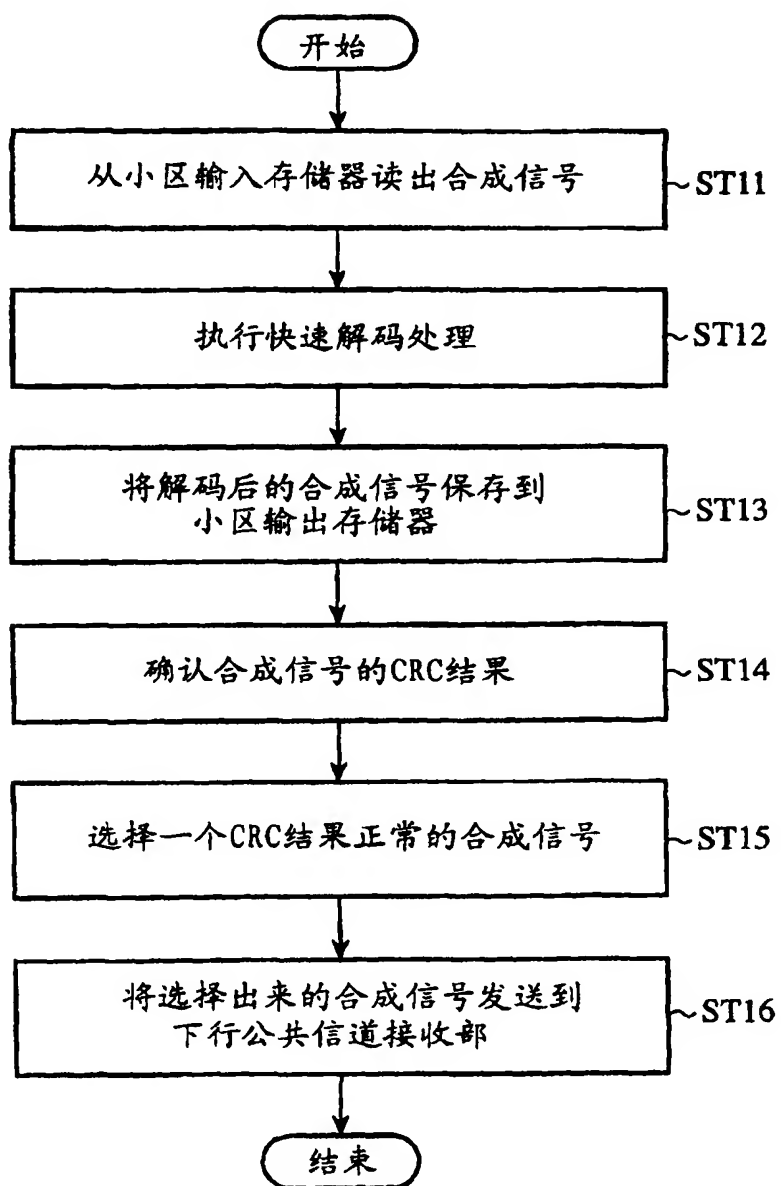 开始
从小区输入存储器读出合成信号
~ST11
执行快速解码处理
~ST12
将解码后的合成信号保存到
小区输出存储器
~ST13
确认合成信号的CRC结果
~ST14
选择一个CRC结果正常的合成信号
~ST15
将选择出来的合成信号发送到
下行公共信道接收部
~ST16
结束